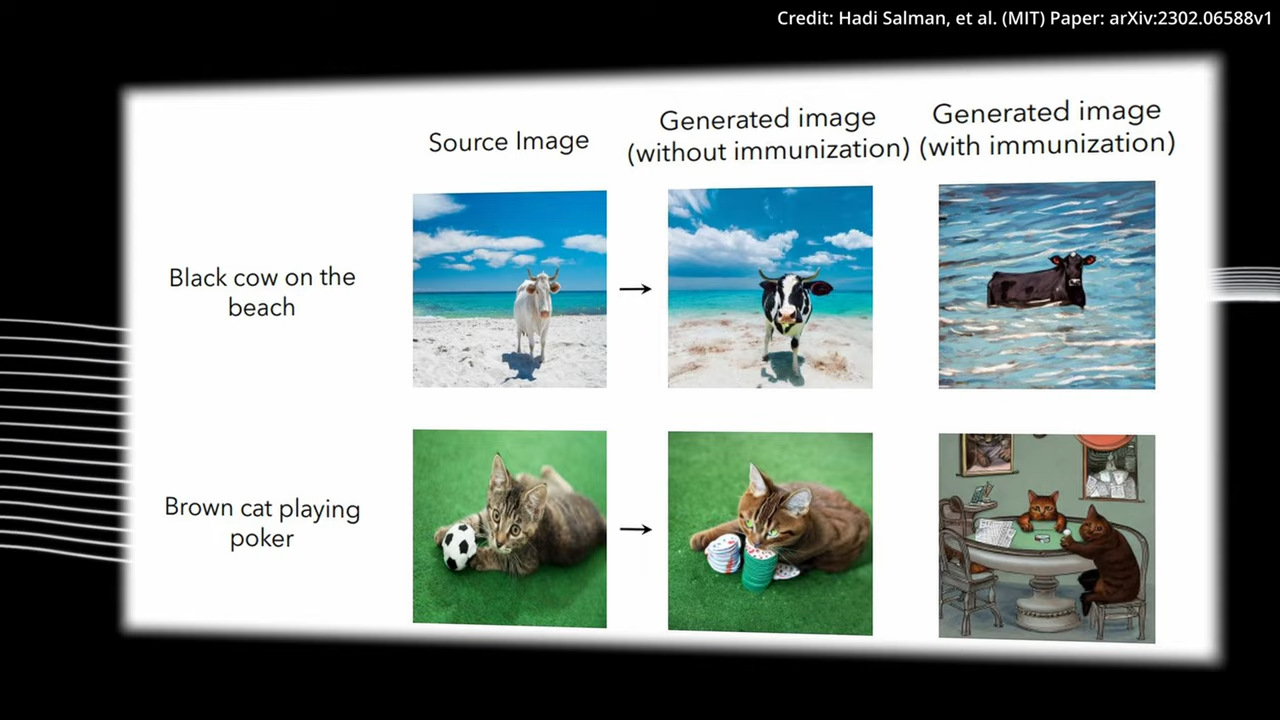 Credit: Hadi Salman, et al. (MIT) Paper: arXiv:2302.06588v1
Source Image
Generated image
(without immunization)
Generated image
(with immunization)
Black cow on the
beach
Brown cat playing
poker